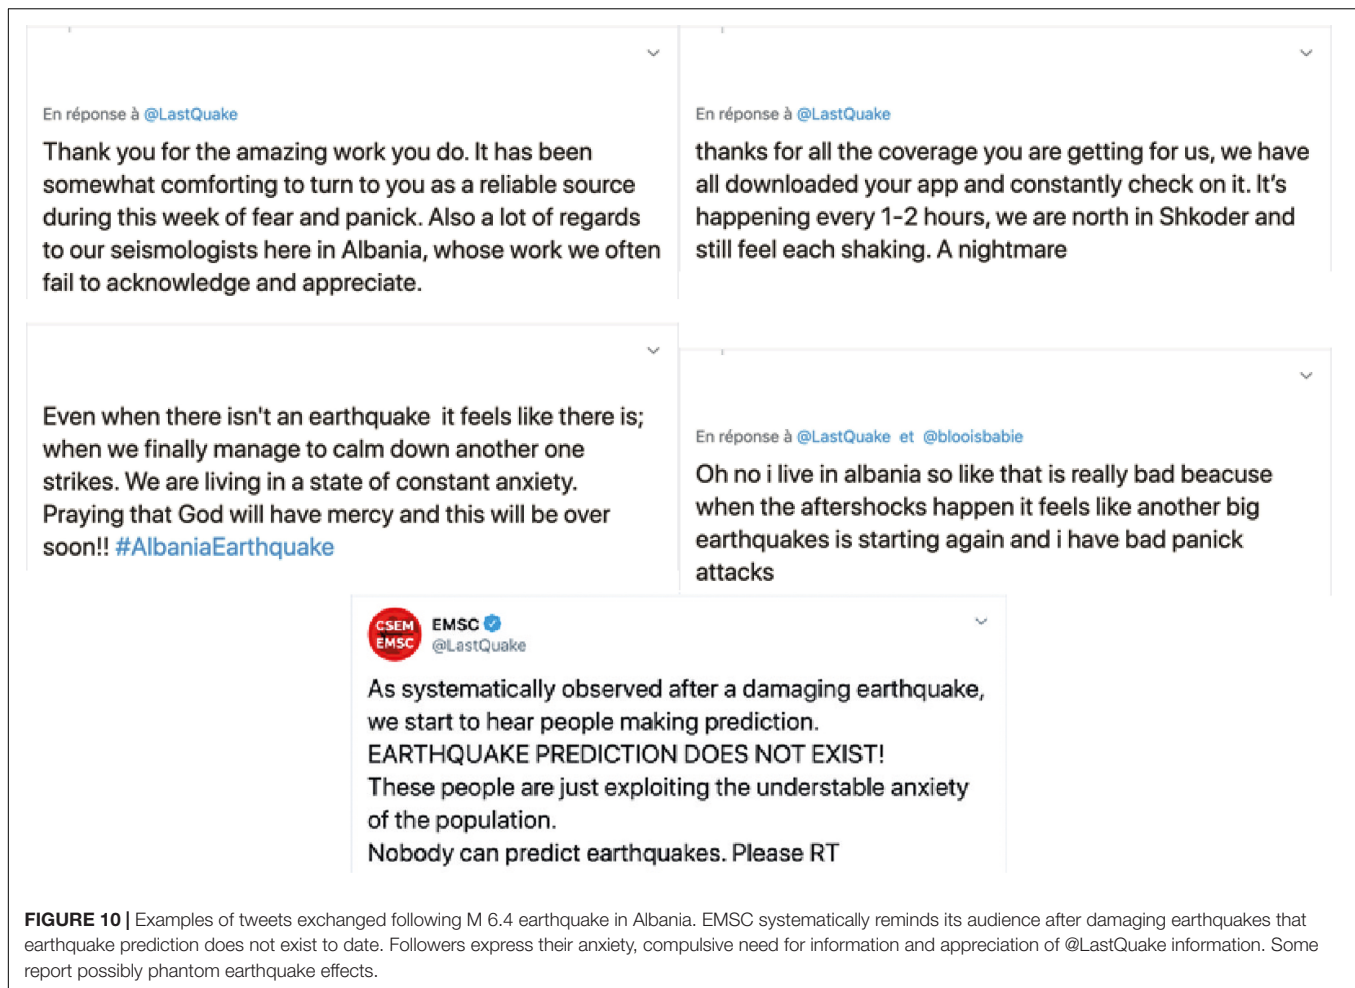 En réponse à @LastQuake
Thank you for the amazing work you do. It has been
somewhat comforting to turn to you as a reliable source
during this week of fear and panick. Also a lot of regards
to our seismologists here in Albania, whose work we often
fail to acknowledge and appreciate.
En réponse à @LastQuake
thanks for all the coverage you are getting for us, we have
all downloaded your app and constantly check on it. It’s
happening every 1-2 hours, we are north in Shkoder and
still feel each shaking. A nightmare
Even when there isn't an earthquake it feels like there is;
when we finally manage to calm down another one
strikes. We are living in a state of constant anxiety.
Praying that God will have mercy and this will be over
soon!! #AlbaniaEarthquake
En réponse à @LastQuake et @blooisbabie
Oh no i live in albania so like that is really bad beacuse
when the aftershocks happen it feels like another big
earthquakes is starting again and i have bad panick
attacks
CSEM
EMSC
EMSC
@LastQuake
As systematically observed after a damaging earthquake,
we start to hear people making prediction.
EARTHQUAKE PREDICTION DOES NOT EXIST!
These people are just exploiting the understable anxiety
of the population.
Nobody can predict earthquakes. Please RT
FIGURE 10 | Examples of tweets exchanged following M 6.4 earthquake in Albania. EMSC systematically reminds its audience after damaging earthquakes that
earthquake prediction does not exist to date. Followers express their anxiety, compulsive need for information and appreciation of @LastQuake information. Some
report possibly phantom earthquake effects.